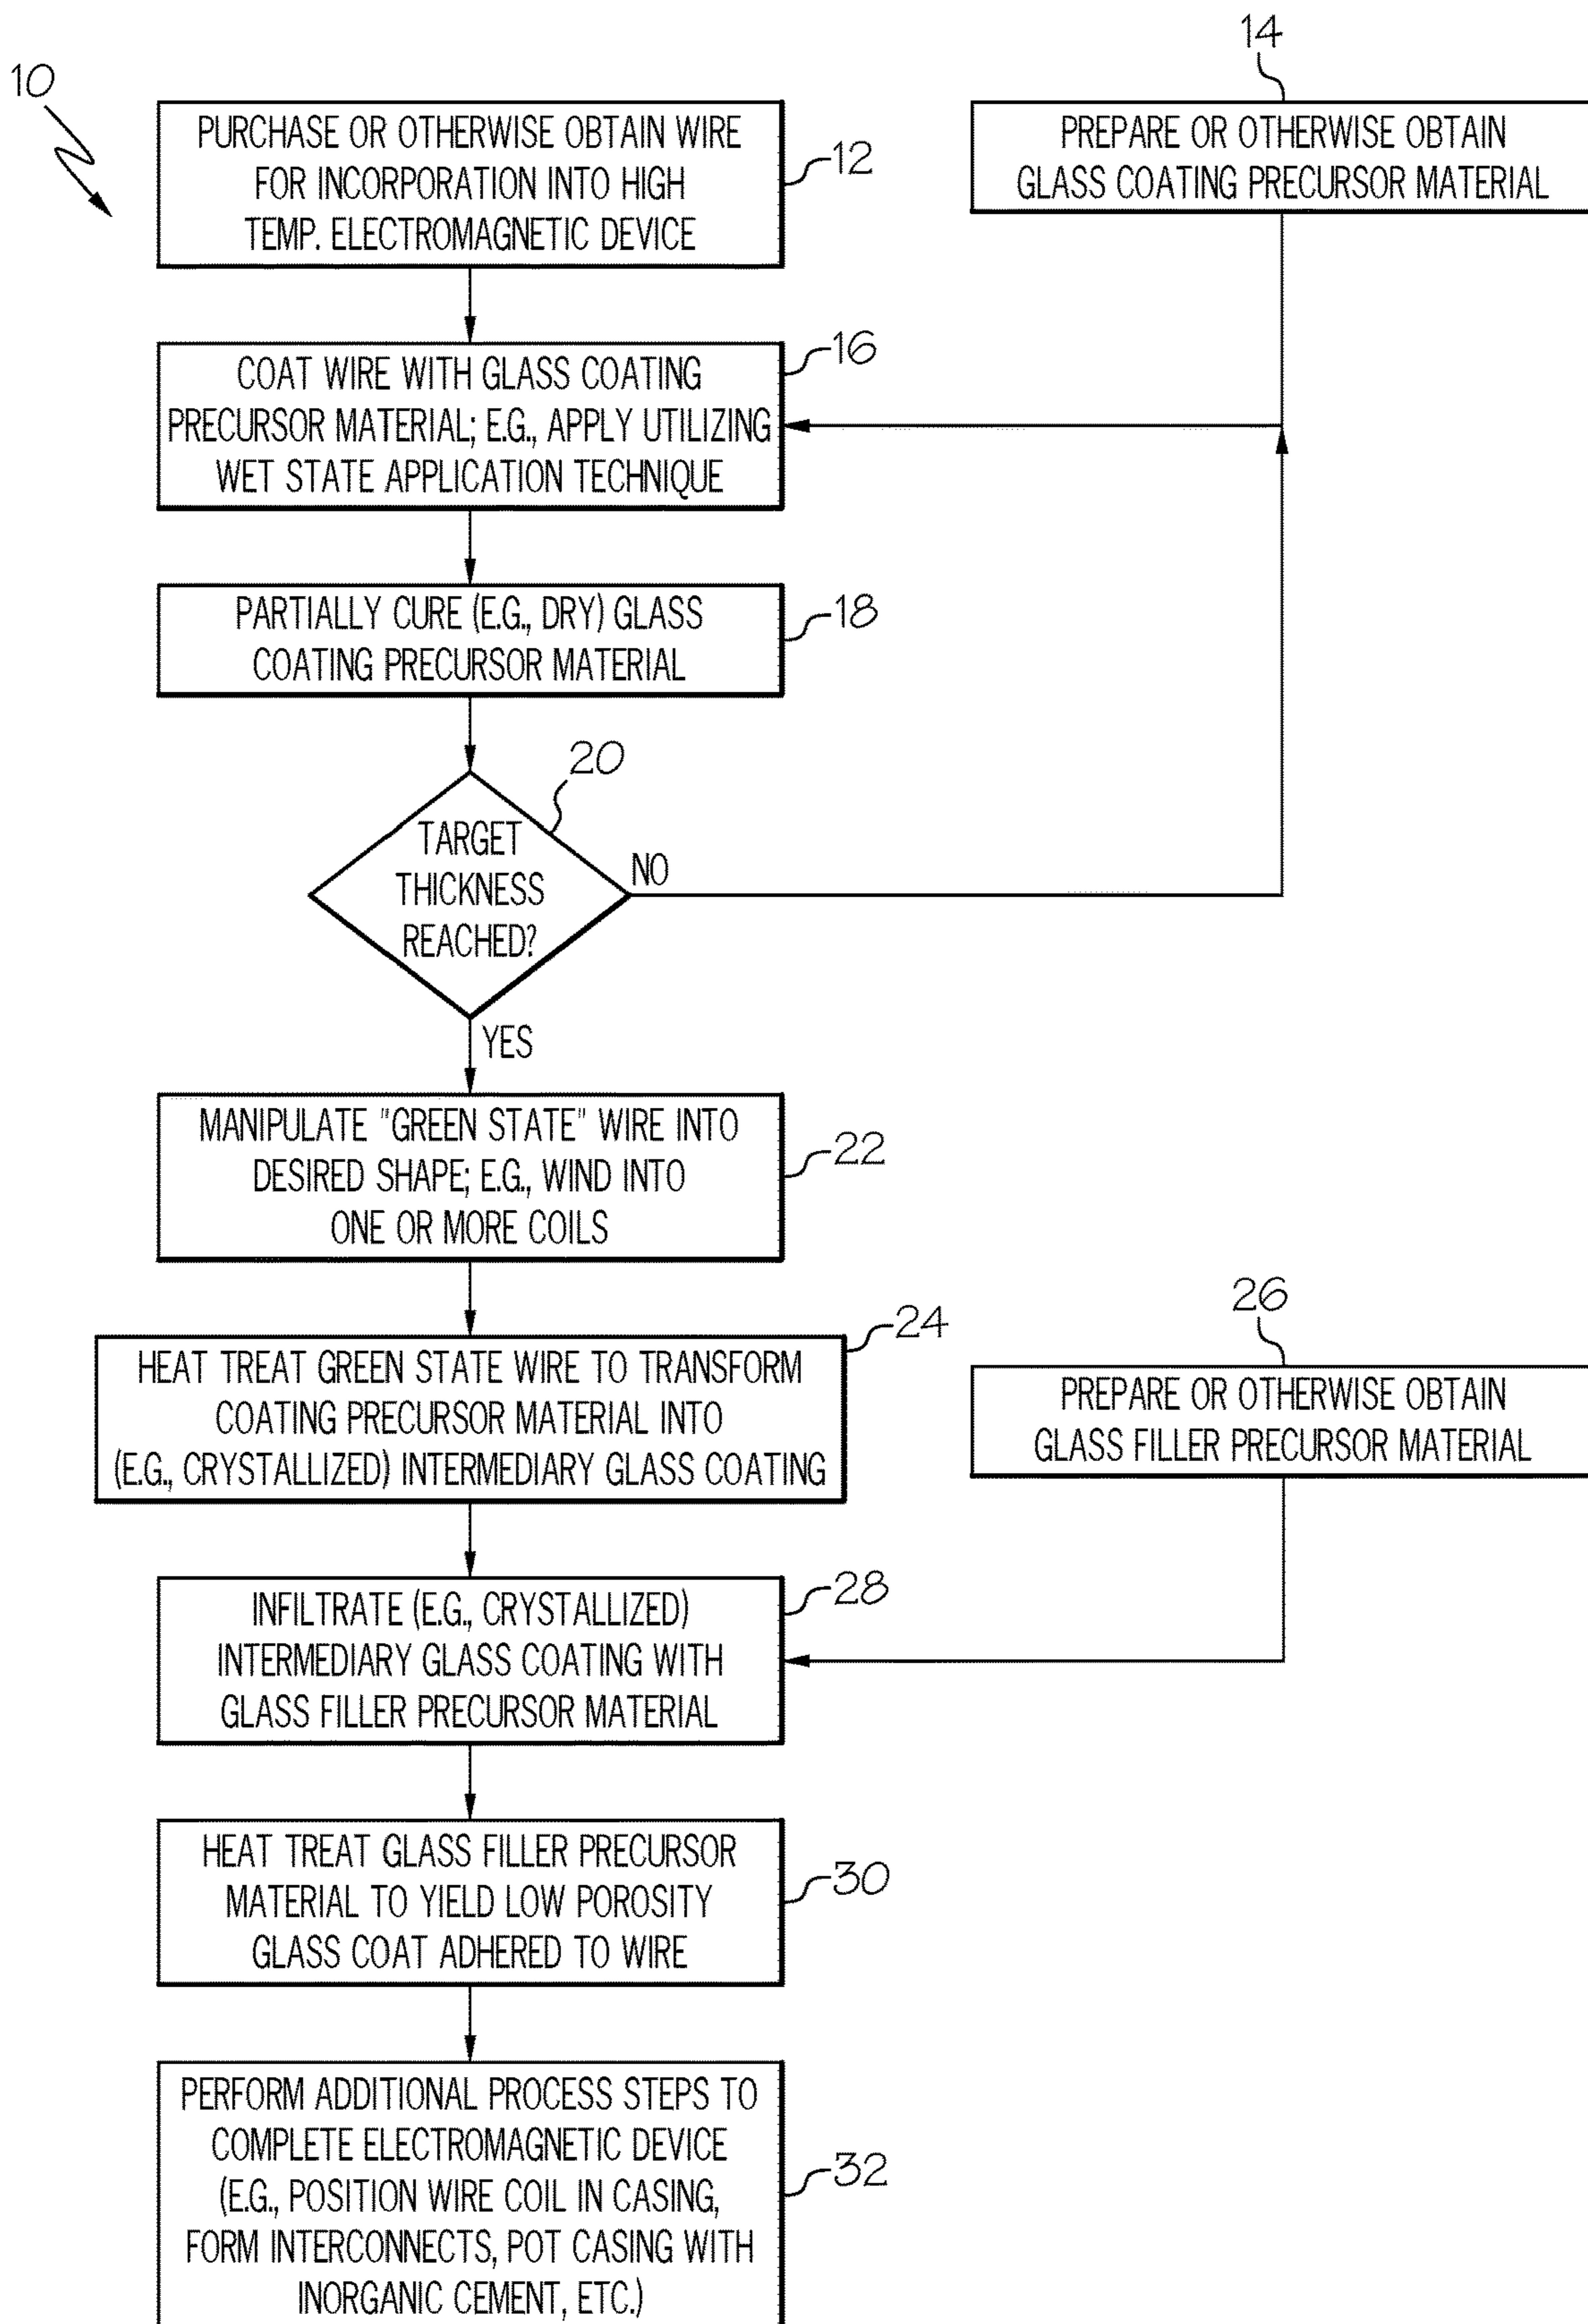 10
PURCHASE OR OTHERWISE OBTAIN WIRE
FOR INCORPORATION INTO HIGH
TEMP. ELECTROMAGNETIC DEVICE
12
14
PREPARE OR OTHERWISE OBTAIN
GLASS COATING PRECURSOR MATERIAL
COAT WIRE WITH GLASS COATING
PRECURSOR MATERIAL; E.G., APPLY UTILIZING
WET STATE APPLICATION TECHNIQUE
16
PARTIALLY CURE (E.G., DRY) GLASS
COATING PRECURSOR MATERIAL
18
20
TARGET
THICKNESS
REACHED?
NO
YES
MANIPULATE "GREEN STATE" WIRE INTO
DESIRED SHAPE; E.G., WIND INTO
ONE OR MORE COILS
22
HEAT TREAT GREEN STATE WIRE TO TRANSFORM
COATING PRECURSOR MATERIAL INTO
(E.G., CRYSTALLIZED) INTERMEDIARY GLASS COATING
24
26
PREPARE OR OTHERWISE OBTAIN
GLASS FILLER PRECURSOR MATERIAL
INFILTRATE (E.G., CRYSTALLIZED)
INTERMEDIARY GLASS COATING WITH
GLASS FILLER PRECURSOR MATERIAL
28
HEAT TREAT GLASS FILLER PRECURSOR
MATERIAL TO YIELD LOW POROSITY
GLASS COAT ADHERED TO WIRE
30
PERFORM ADDITIONAL PROCESS STEPS TO
COMPLETE ELECTROMAGNETIC DEVICE
(E.G., POSITION WIRE COIL IN CASING,
FORM INTERCONNECTS, POT CASING WITH
INORGANIC CEMENT, ETC.)
32